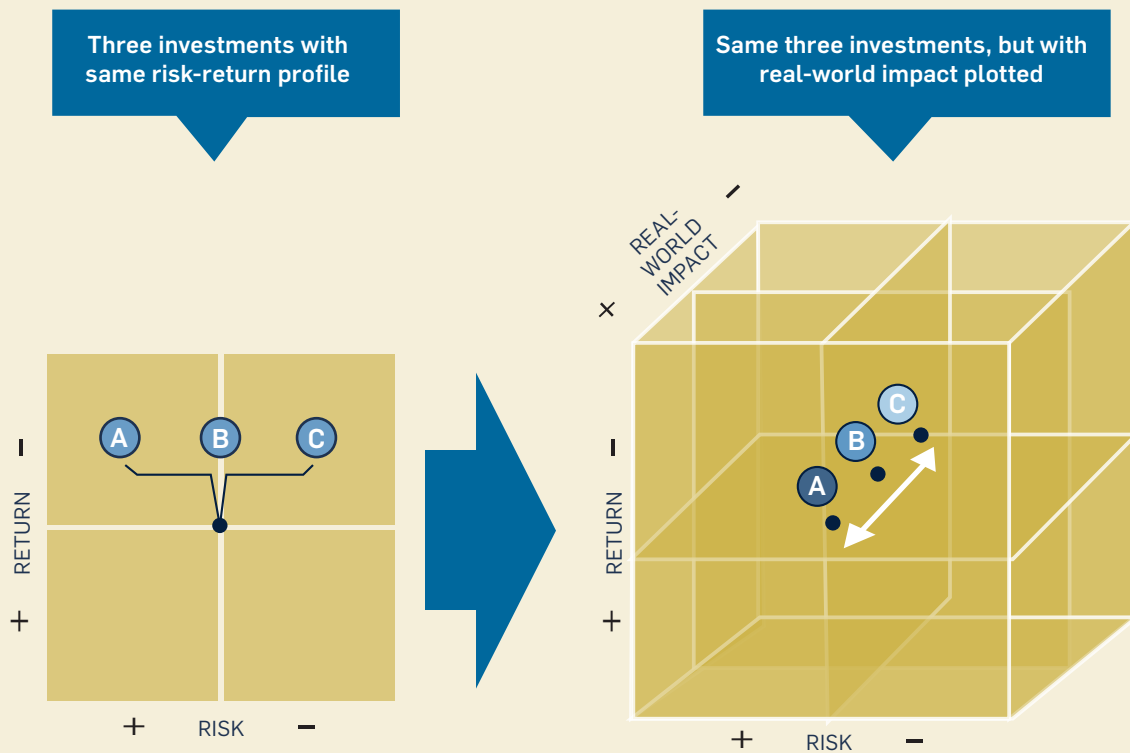 Three investments with
same risk-return profile
Same three investments, but with
real-world impact plotted
A
B
C
– RETURN +
+ RISK –
+ REAL- –
WORLD
IMPACT
C
B
A
– RETURN +
+ RISK –